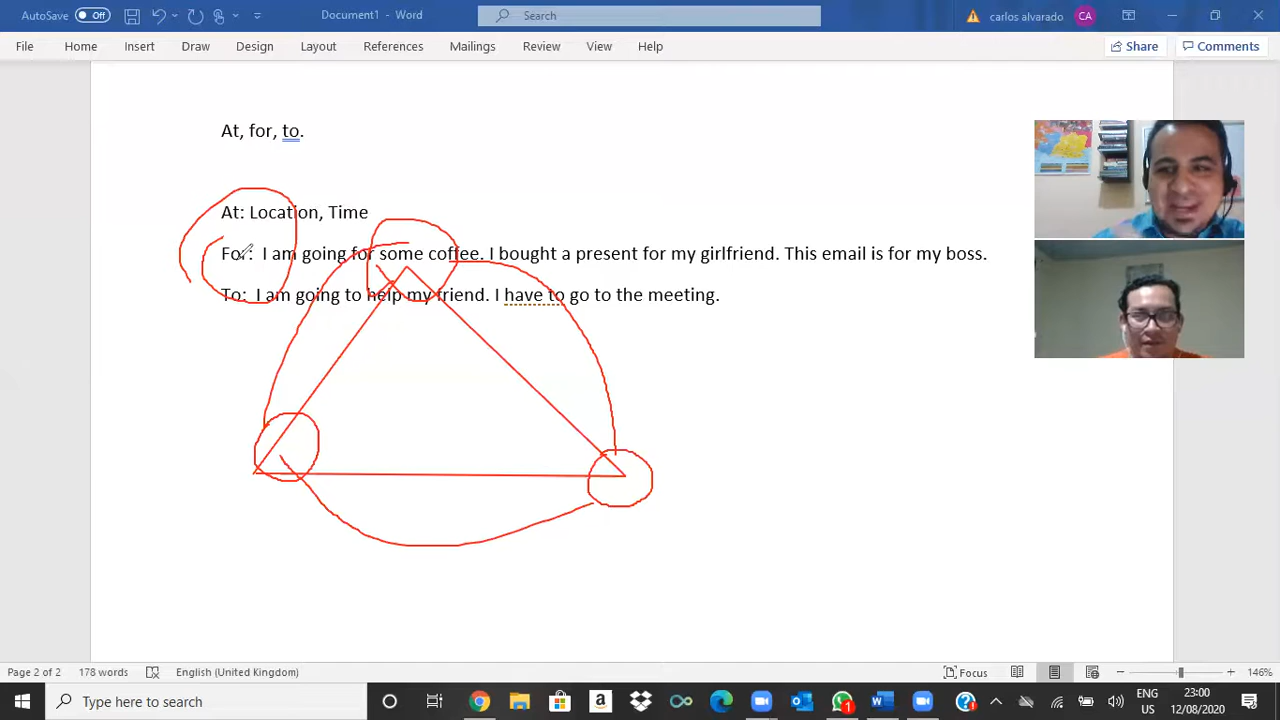 AutoSave Off Document1 - Word Search carlos alvarado CA
File Home Insert Draw Design Layout References Mailings Review View Help Share Comments
At, for, to.
At: Location, Time
For: I am going for some coffee. I bought a present for my girlfriend. This email is for my boss.
To: I am going to help my friend. I have to go to the meeting.
Page 2 of 2 178 words English (United Kingdom) Focus 146%
Type here to search a 1 ENG 23:00
US 12/08/2020